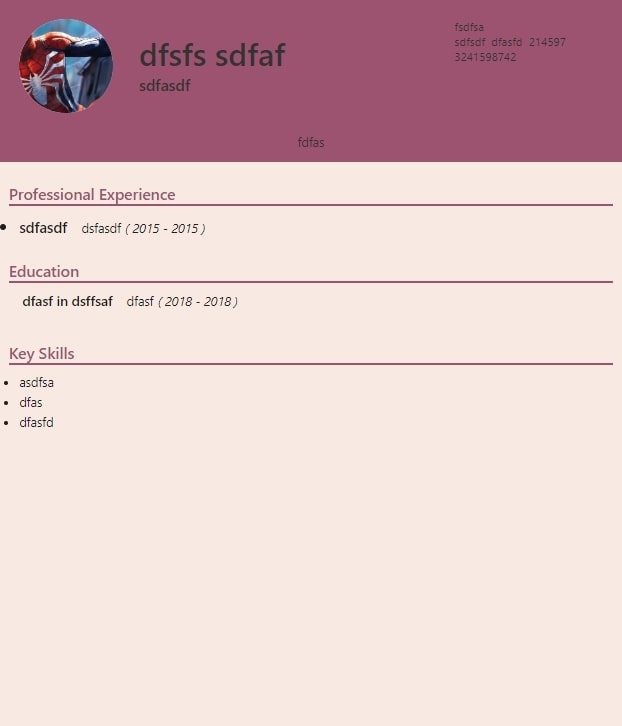 dfsfs sdfaf
sdfasdf
fsdfsa
sdfsdf dfasfd 214597
3241598742
fdfas
Professional Experience
• sdfasdf dsfasdf ( 2015 - 2015 )
Education
dfasf in dsffsaf dfasf ( 2018 - 2018 )
Key Skills
• asdfsa
• dfas
• dfasfd